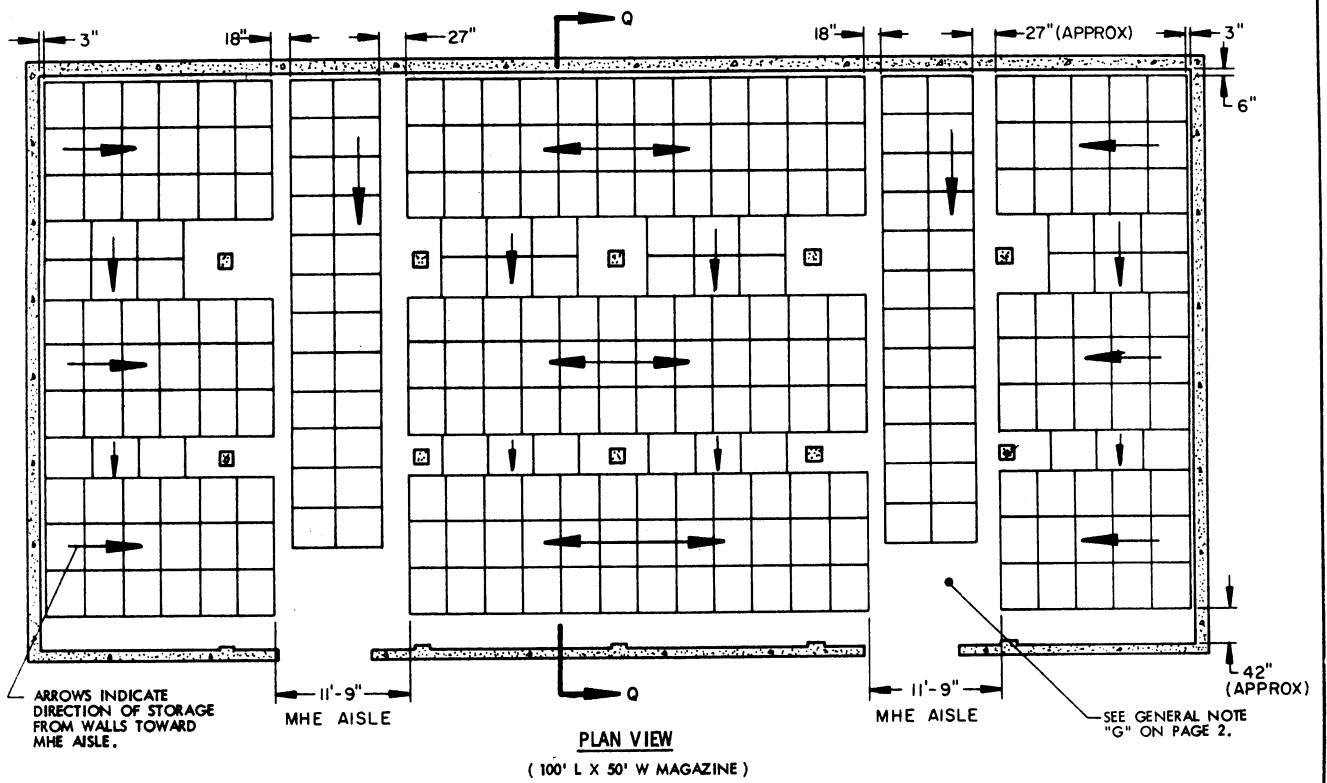 Q
3"
18"
27"
18"
27" (APPROX)
3"
6"
42"
(APPROX)
ARROWS INDICATE
DIRECTION OF STORAGE
FROM WALLS TOWARD
MHE AISLE.
11'-9"
MHE AISLE
Q
11'-9"
MHE AISLE
SEE GENERAL NOTE
"G" ON PAGE 2.
PLAN VIEW
( 100' L X 50' W MAGAZINE )